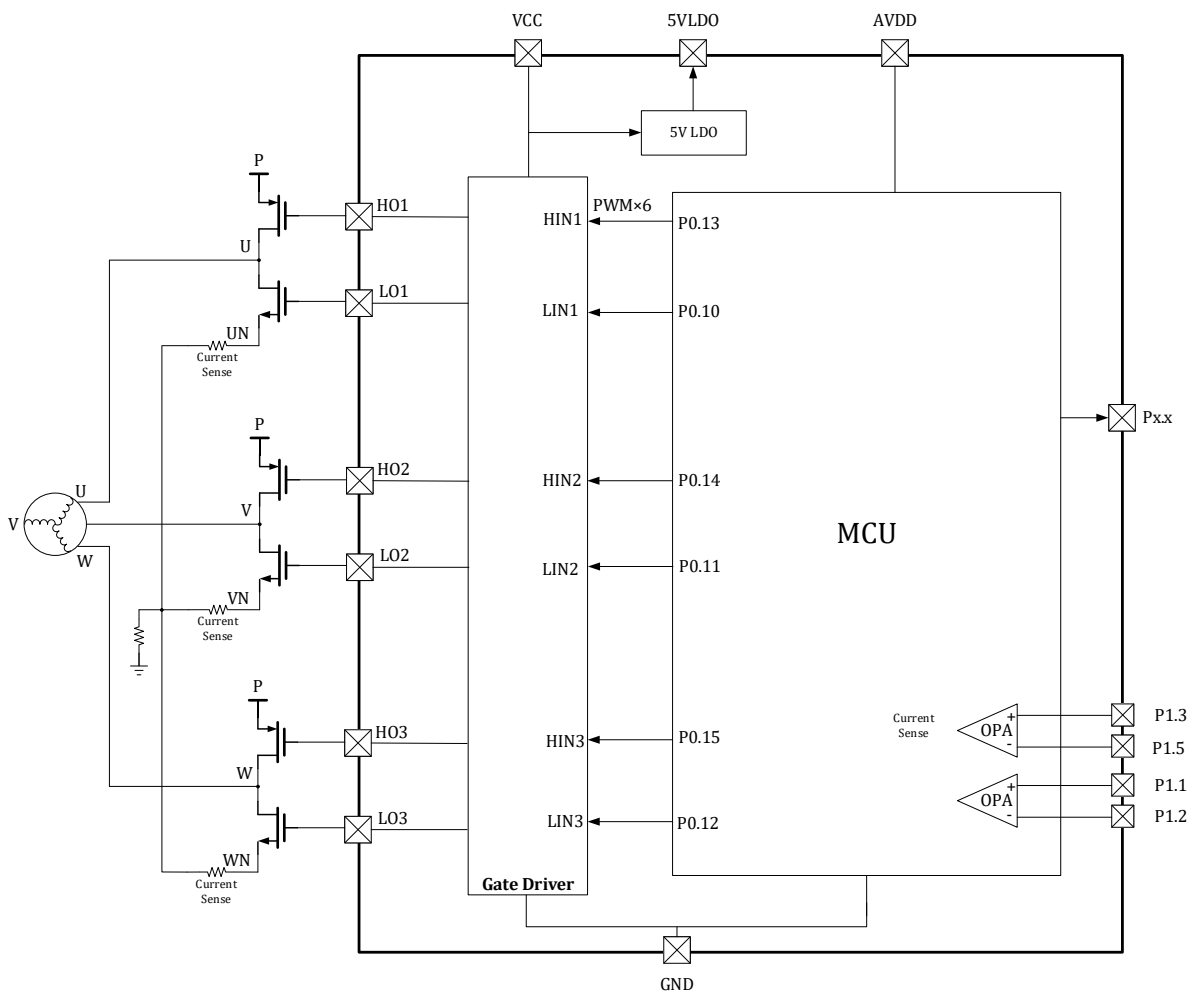 VCC
5VLDO
AVDD
5V LDO
P
HO1
HIN1
PWM×6
P0.13
U
LO1
LIN1
P0.10
UN
Current
Sense
Px.x
P
HO2
HIN2
P0.14
U
V
V
W
LO2
LIN2
P0.11
MCU
VN
Current
Sense
P
HO3
HIN3
P0.15
W
Current
Sense
OPA
+
-
P1.3
P1.5
OPA
+
-
P1.1
P1.2
LO3
LIN3
P0.12
WN
Current
Sense
Gate Driver
GND